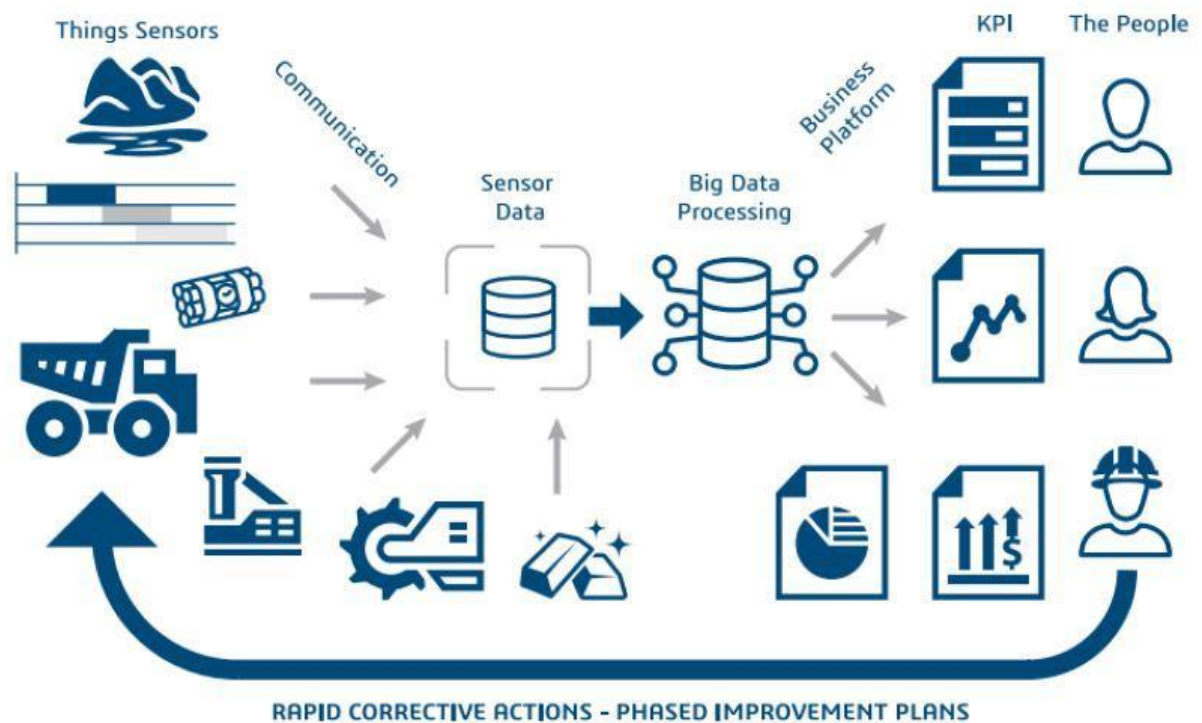 Things Sensors
Communication
Sensor
Data
Big Data
Processing
Business
Platform
KPI
The People
$
RAPID CORRECTIVE ACTIONS - PHASED IMPROVEMENT PLANS